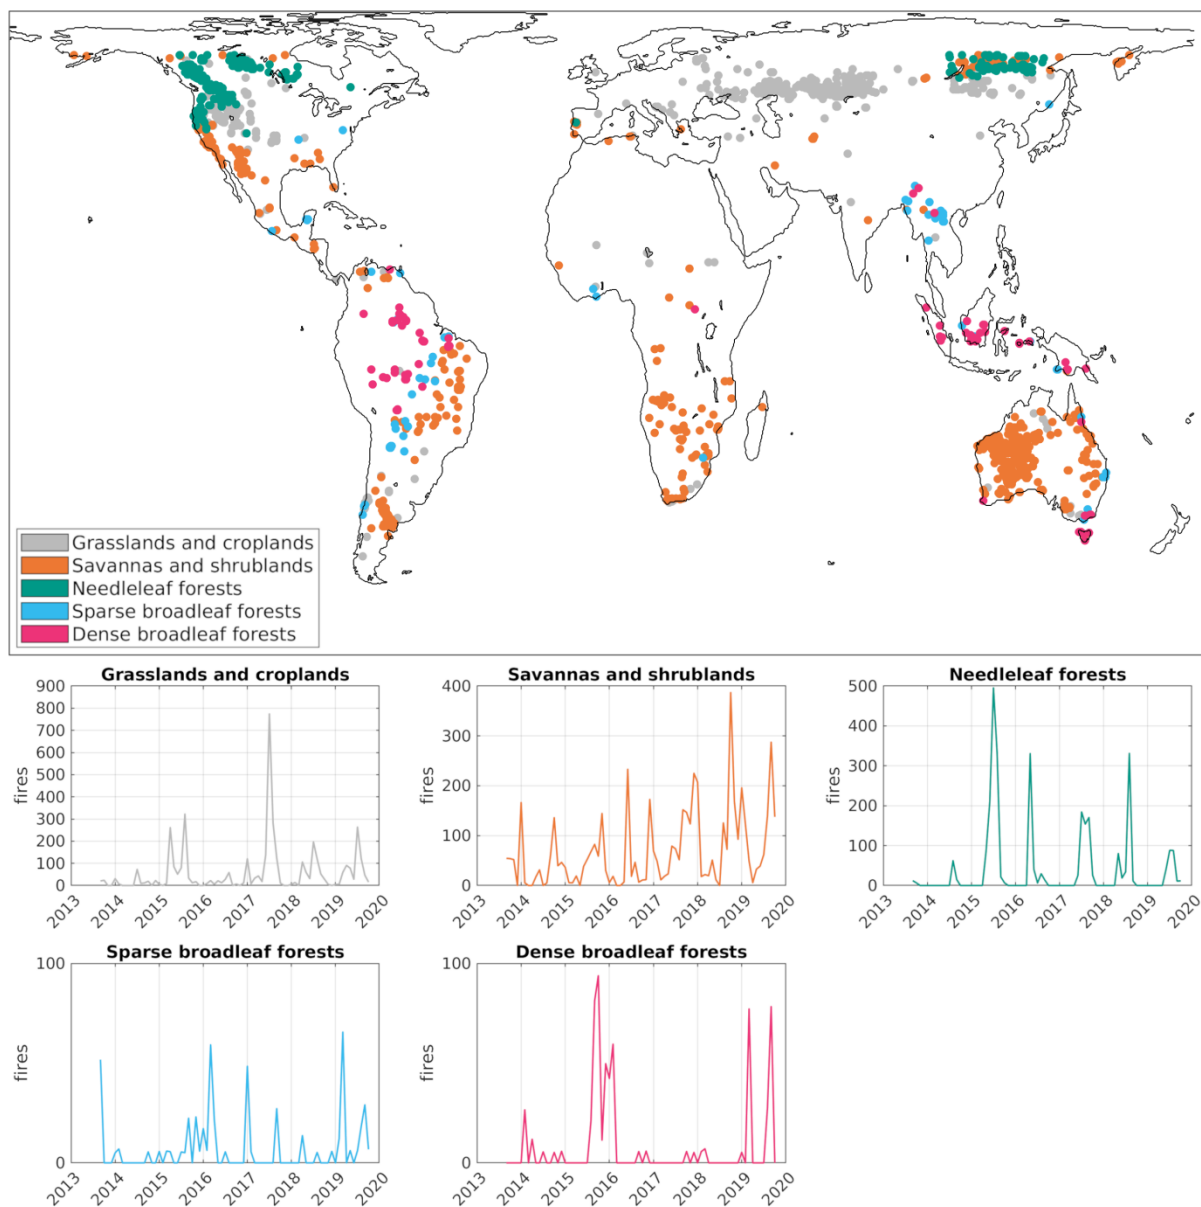 Grasslands and croplands
Savannas and shrublands
Needleleaf forests
Sparse broadleaf forests
Dense broadleaf forests
Grasslands and croplands
900
800
700
600
500
400
300
200
100
0
fires
2013 2014 2015 2016 2017 2018 2019 2020
Savannas and shrublands
400
300
200
100
0
fires
2013 2014 2015 2016 2017 2018 2019 2020
Needleleaf forests
500
400
300
200
100
0
fires
2013 2014 2015 2016 2017 2018 2019 2020
Sparse broadleaf forests
100
0
fires
2013 2014 2015 2016 2017 2018 2019 2020
Dense broadleaf forests
100
0
fires
2013 2014 2015 2016 2017 2018 2019 2020